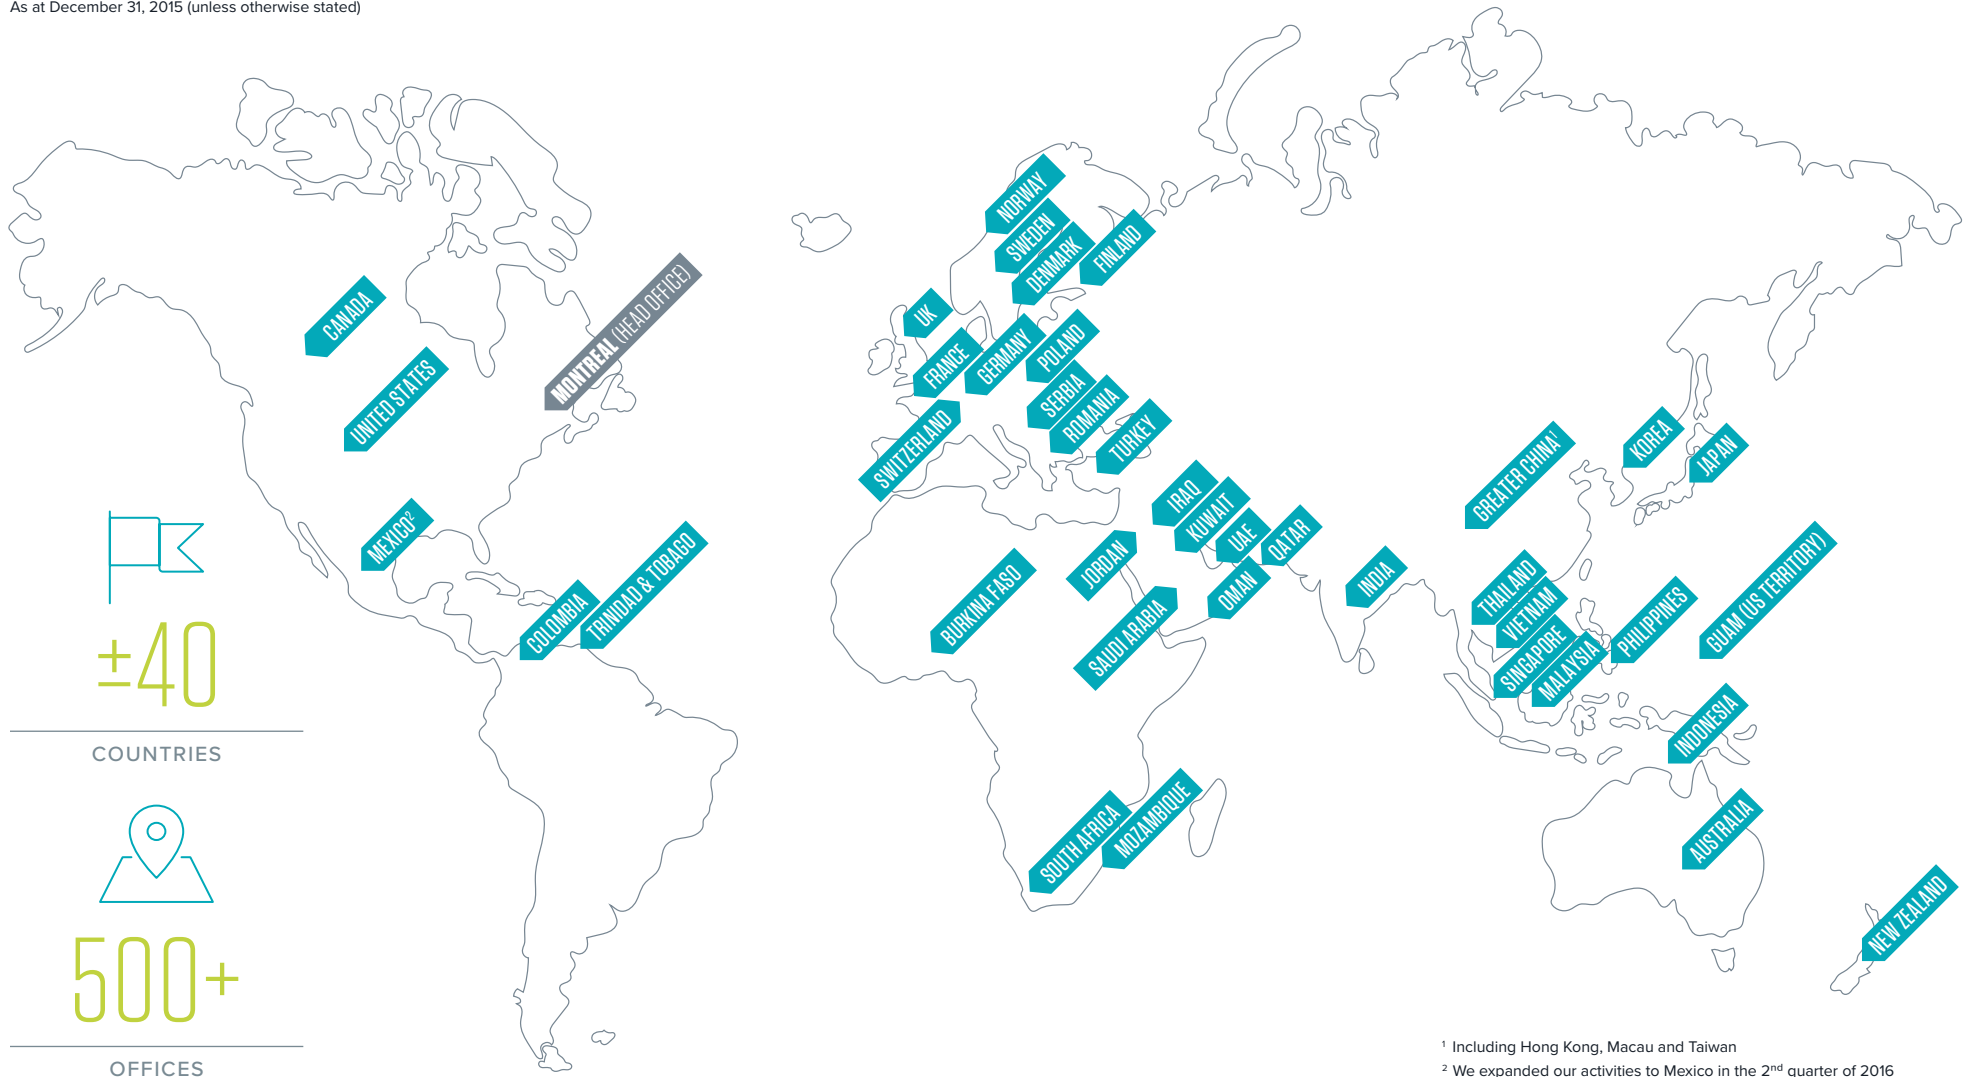 As at December 31, 2015 (unless otherwise stated)
NORWAY
SWEDEN
DENMARK
FINLAND
CANADA
UNITED STATES
MONTREAL (HEAD OFFICE)
UK
FRANCE
GERMANY
POLAND
SERBIA
ROMANIA
TURKEY
SWITZERLAND
GREATER CHINA¹
KOREA
JAPAN
MEXICO²
COLOMBIA
TRINIDAD & TOBAGO
IRAQ
KUWAIT
UAE
QATAR
JORDAN
OMAN
SAUDI ARABIA
BURKINA FASO
INDIA
THAILAND
VIETNAM
SINGAPORE
MALAYSIA
PHILIPPINES
GUAM (US TERRITORY)
INDONESIA
SOUTH AFRICA
MOZAMBIQUE
AUSTRALIA
NEW ZEALAND
±40
COUNTRIES
500+
OFFICES
¹ Including Hong Kong, Macau and Taiwan
² We expanded our activities to Mexico in the 2nd quarter of 2016